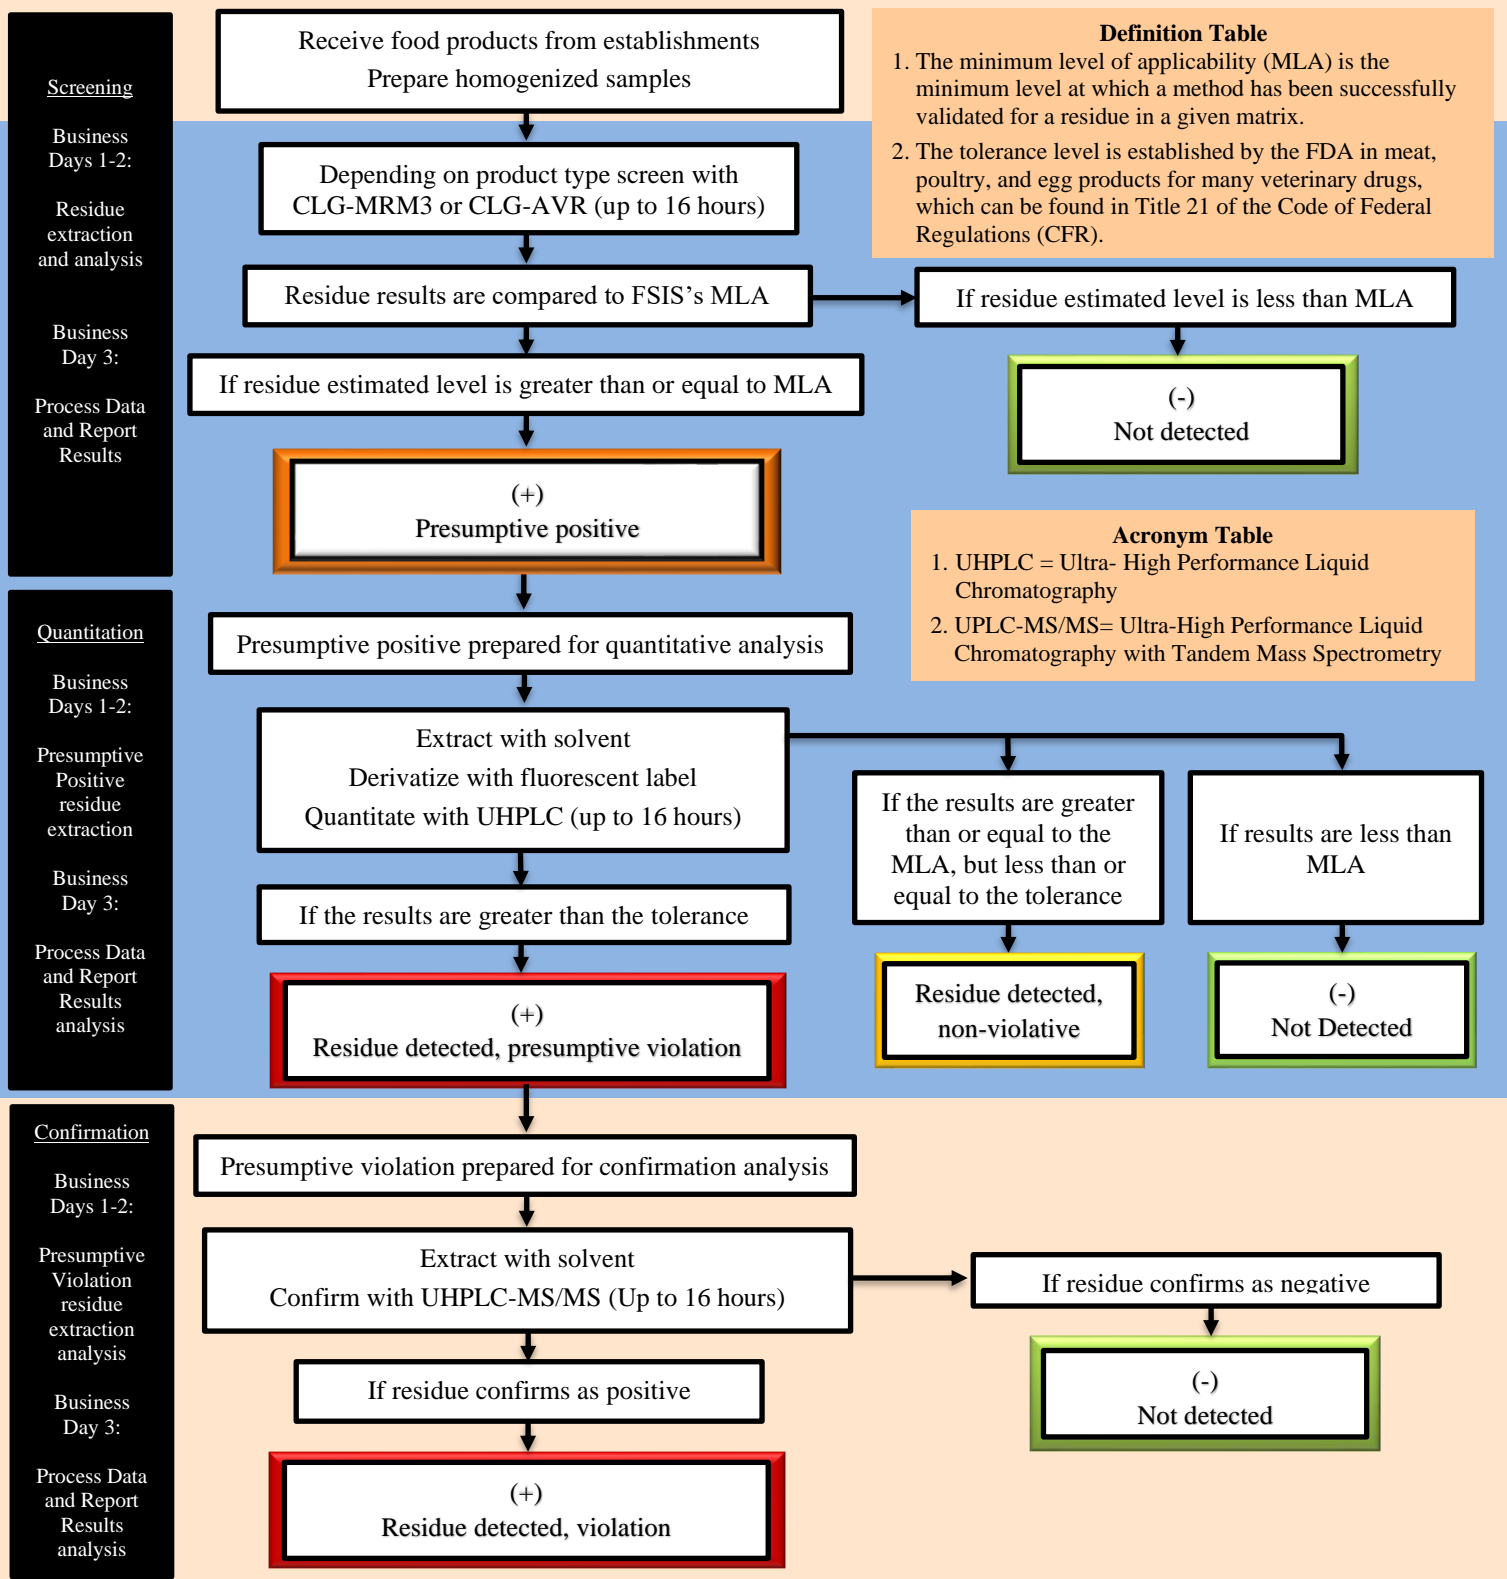 Screening
Business
Days 1-2:
Residue
extraction
and analysis
Business
Day 3:
Process Data
and Report
Results
Receive food products from establishments
Prepare homogenized samples
Definition Table
1. The minimum level of applicability (MLA) is the
minimum level at which a method has been successfully
validated for a residue in a given matrix.
2. The tolerance level is established by the FDA in meat,
poultry, and egg products for many veterinary drugs,
which can be found in Title 21 of the Code of Federal
Regulations (CFR).
Depending on product type screen with
CLG-MRM3 or CLG-AVR (up to 16 hours)
Residue results are compared to FSIS's MLA
If residue estimated level is less than MLA
(-)
Not detected
If residue estimated level is greater than or equal to MLA
(+)
Presumptive positive
Acronym Table
1. UHPLC = Ultra- High Performance Liquid
Chromatography
2. UPLC-MS/MS= Ultra-High Performance Liquid
Chromatography with Tandem Mass Spectrometry
Quantitation
Business
Days 1-2:
Presumptive
Positive
residue
extraction
Business
Day 3:
Process Data
and Report
Results
analysis
Presumptive positive prepared for quantitative analysis
Extract with solvent
Derivatize with fluorescent label
Quantitate with UHPLC (up to 16 hours)
If the results are greater
than or equal to the
MLA, but less than or
equal to the tolerance
If results are less than
MLA
If the results are greater than the tolerance
(+)
Residue detected, presumptive violation
Residue detected,
non-violative
(-)
Not Detected
Confirmation
Business
Days 1-2:
Presumptive
Violation
residue
extraction
analysis
Business
Day 3:
Process Data
and Report
Results
analysis
Presumptive violation prepared for confirmation analysis
Extract with solvent
Confirm with UHPLC-MS/MS (Up to 16 hours)
If residue confirms as negative
(-)
Not detected
If residue confirms as positive
(+)
Residue detected, violation